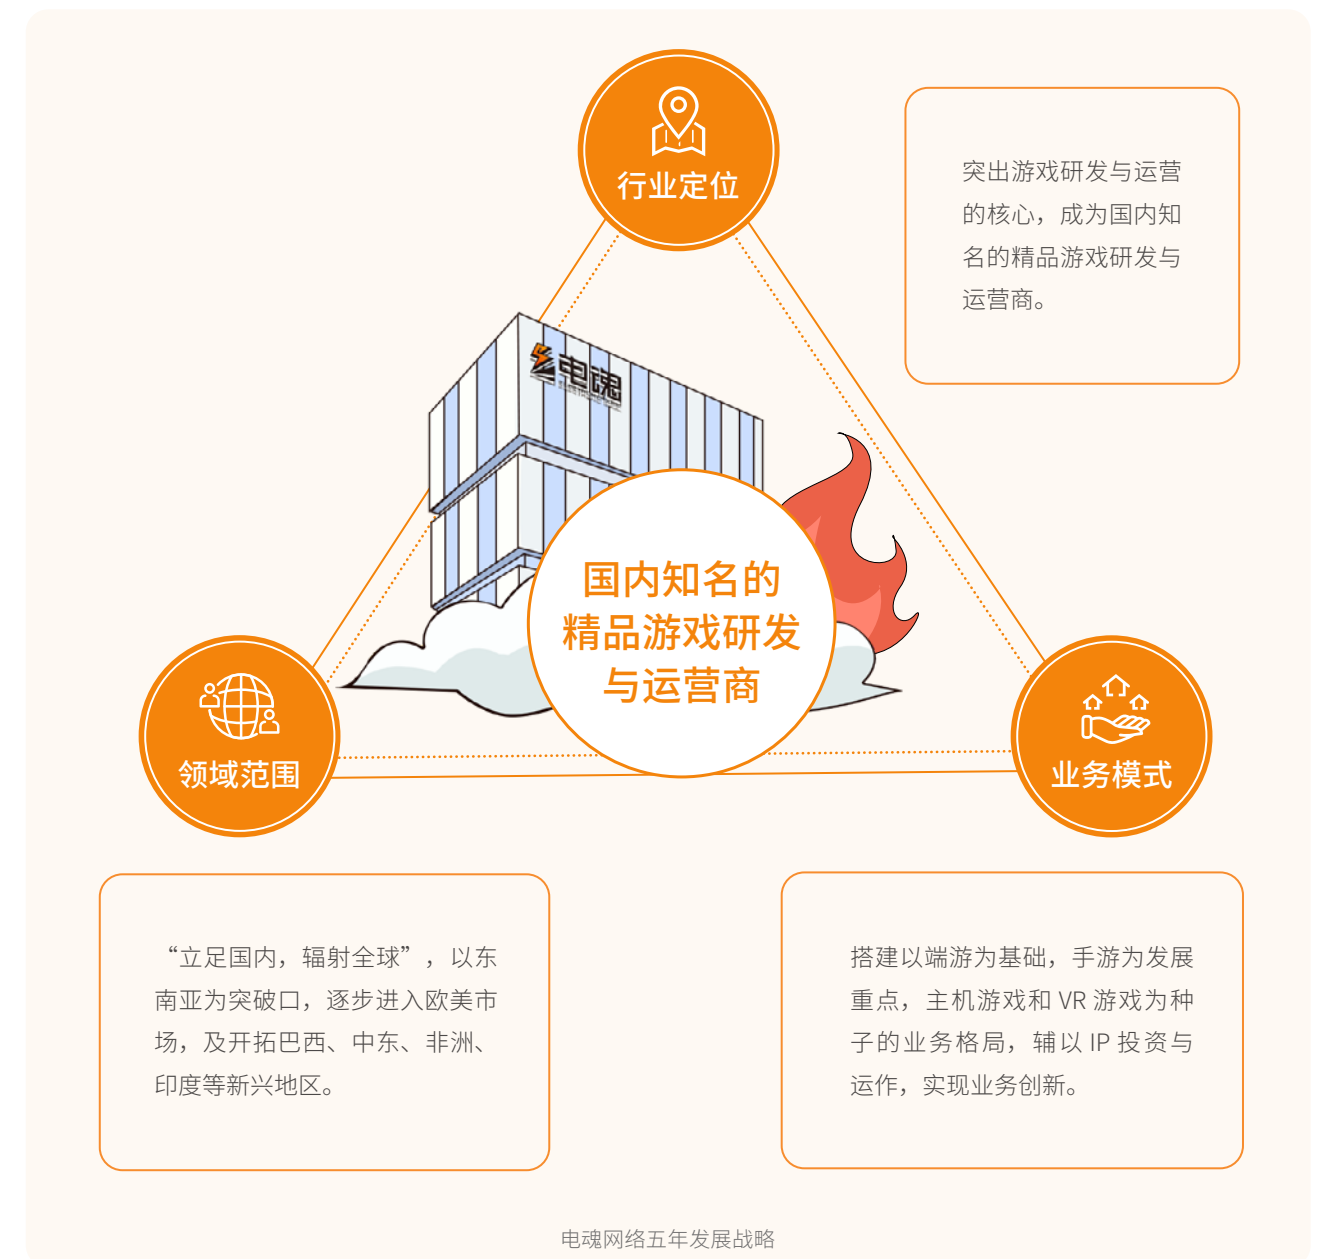 行业定位
突出游戏研发与运营
的核心，成为国内知
名的精品游戏研发与
运营商。
电魂
国内知名的
精品游戏研发
与运营商
领域范围
业务模式
“立足国内，辐射全球”，以东
南亚为突破口，逐步进入欧美市
场，及开拓巴西、中东、非洲、
印度等新兴地区。
搭建以端游为基础，手游为发展
重点，主机游戏和 VR 游戏为种
子的业务格局，辅以 IP 投资与
运作，实现业务创新。
电魂网络五年发展战略